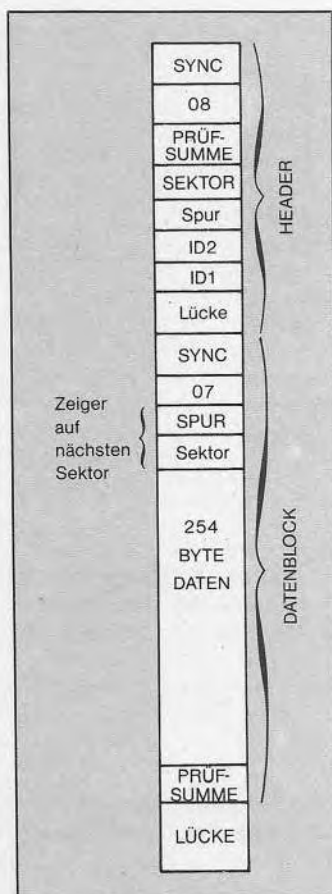 SYNC
08
PRÜF-
SUMME
SEKTOR
Spur
ID2
ID1
Lücke
HEADER
SYNC
07
SPUR
Sektor
Zeiger
auf
nächsten
Sektor
254
BYTE
DATEN
PRÜF-
SUMME
DATENBLOCK
LÜCKE